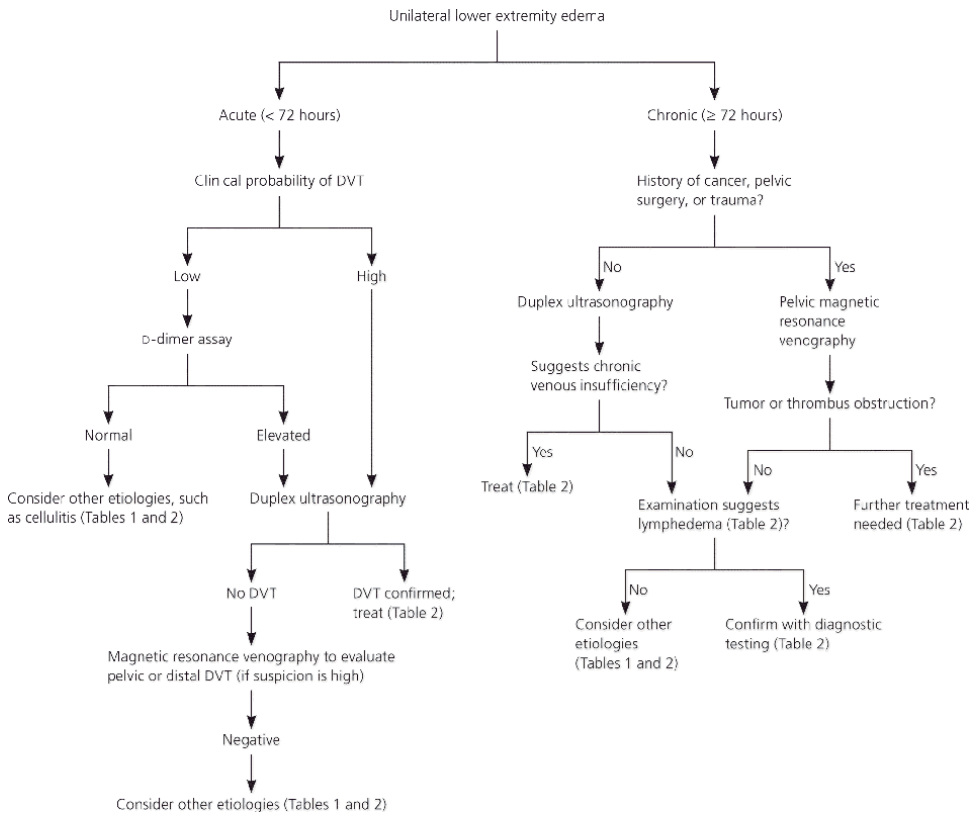 Unilateral lower extremity edema
Acute (< 72 hours)
Chronic (≥ 72 hours)
Clinical probability of DVT
History of cancer, pelvic
surgery, or trauma?
Low
High
No
Yes
D-dimer assay
Duplex ultrasonography
Pelvic magnetic
resonance
venography
Suggests chronic
venous insufficiency?
Tumor or thrombus obstruction?
Normal
Elevated
Yes
No
No
Yes
Consider other etiologies, such
as cellulitis (Tables 1 and 2)
Duplex ultrasonography
Treat (Table 2)
Examination suggests
lymphedema (Table 2)?
Further treatment
needed (Table 2)
No DVT
DVT confirmed;
treat (Table 2)
No
Yes
Consider other
etiologies
(Tables 1 and 2)
Confirm with diagnostic
testing (Table 2)
Magnetic resonance venography to evaluate
pelvic or distal DVT (if suspicion is high)
Negative
Consider other etiologies (Tables 1 and 2)